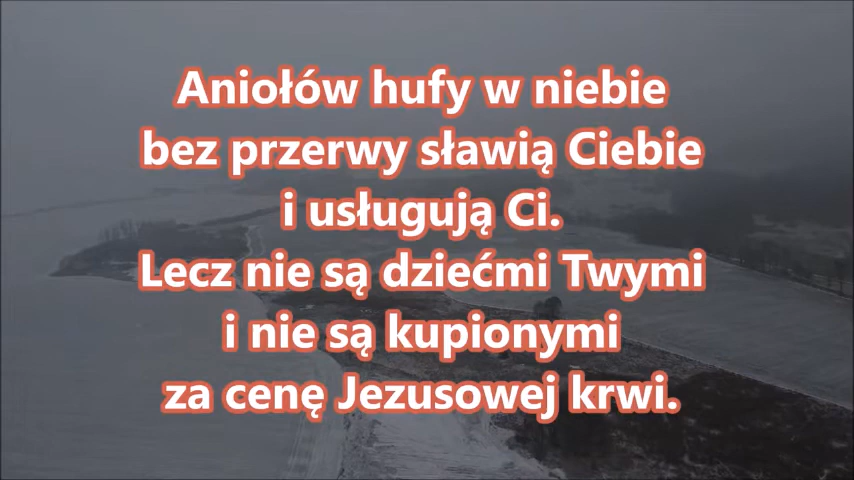 Aniołów hufy w niebie
bez przerwy sławią Ciebie
i usługują Ci.
Lecz nie są dziećmi Twymi
i nie są kupionymi
za cenę Jezusowej krwi.